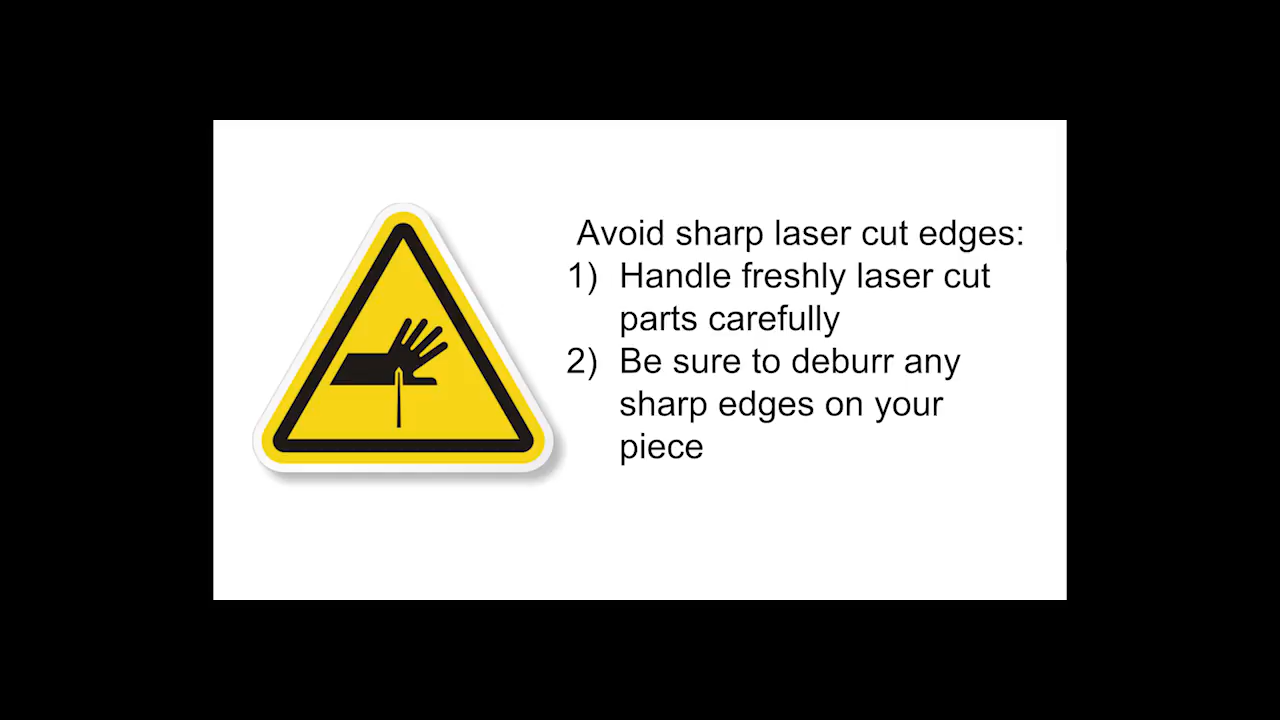 Avoid sharp laser cut edges:
1) Handle freshly laser cut
parts carefully
2) Be sure to deburr any
sharp edges on your
piece